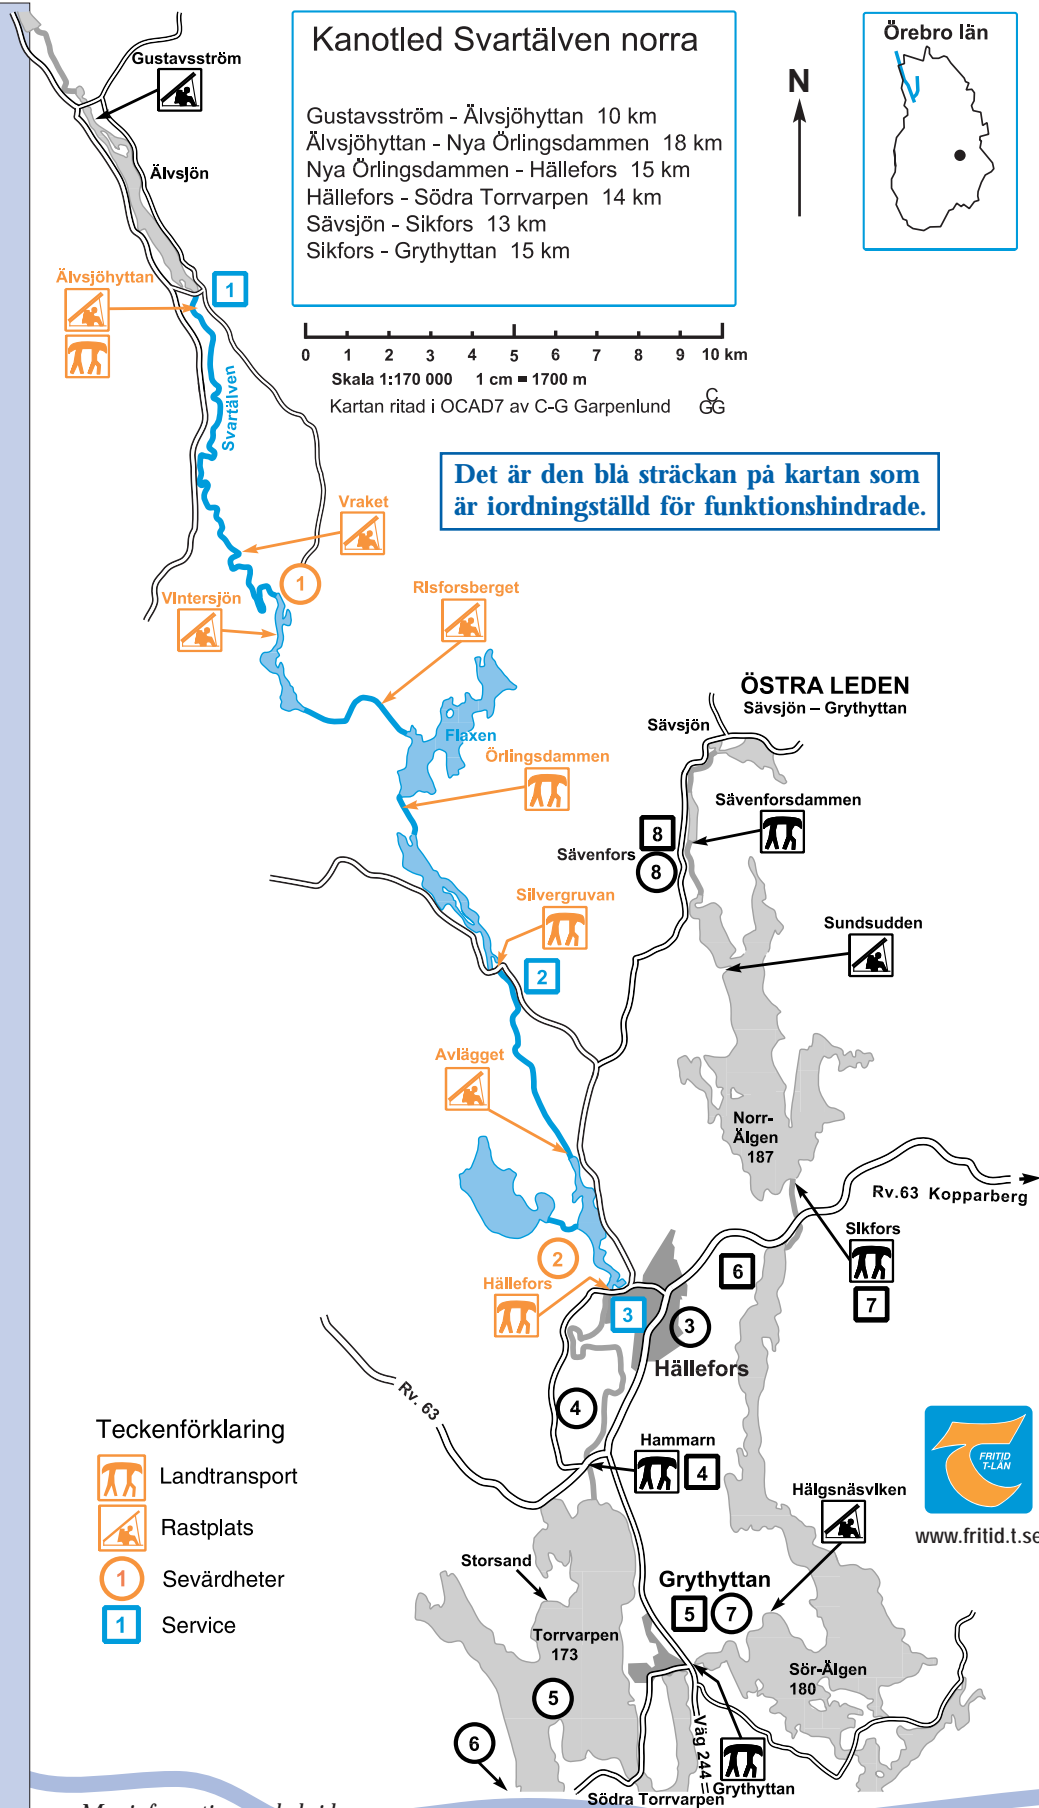 Kanotled Svartälven norra
Gustavsström - Älvsjöhyttan 10 km
Älvsjöhyttan - Nya Örlingsdammen 18 km
Nya Örlingsdammen - Hällefors 15 km
Hällefors - Södra Torrvarpen 14 km
Sävsjön - Sikfors 13 km
Sikfors - Grythyttan 15 km
N
Örebro län
0 1 2 3 4 5 6 7 8 9 10 km
Skala 1:170 000 1 cm = 1700 m
Kartan ritad i OCAD7 av C-G Garpenlund
C
GG
Det är den blå sträckan på kartan som
är iordningställd för funktionshindrade.
Gustavsström
Älvsjön
Älvsjöhyttan
1
Svartälven
Vraket
1
Vintersjön
Risforsberget
Flaxen
ÖSTRA LEDEN
Sävsjön – Grythyttan
Sävsjön
Örlingsdammen
Sävenforsdammen
8
Sävenfors
8
Silvergruvan
2
Sundsudden
Avlägget
Norr-
Älgen
187
Rv.63 Kopparberg
Sikfors
7
6
2
Hällefors
3
3
Hällefors
Rv. 63
4
Hammarn
4
Hälgsnäsviken
FRITID
T-LÄN
www.fritid.t.se
Teckenförklaring
Landtransport
Rastplats
1 Sevärdheter
1 Service
Storsand
Grythyttan
5 7
Torrvarpen
173
5
Sör-Älgen
180
6
Väg 244
Grythyttan
Södra Torrvarpen